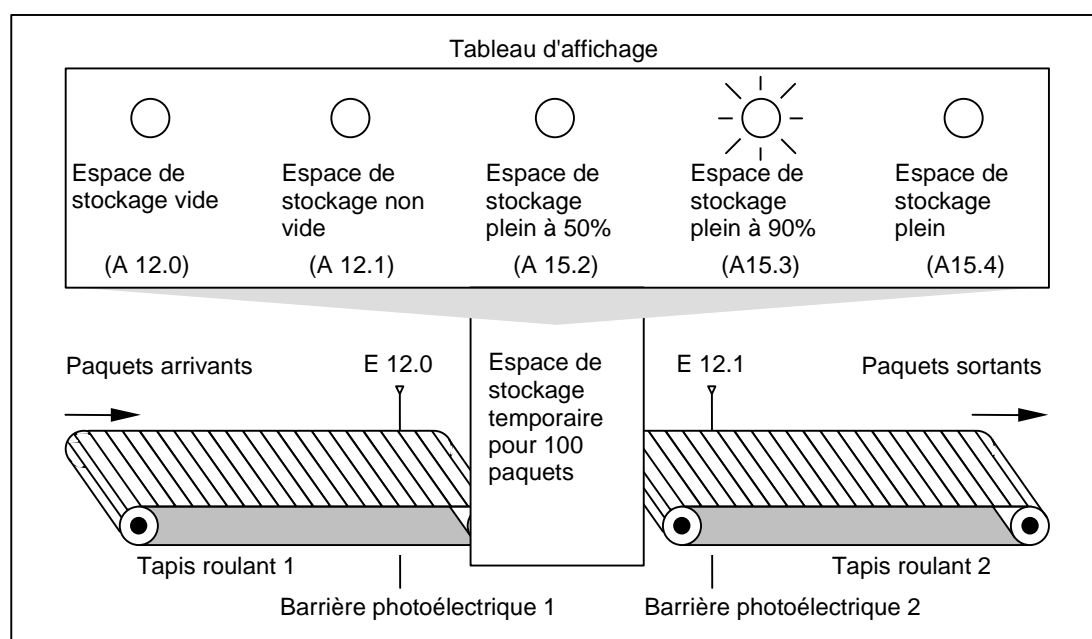 Tableau d'affichage
Espace de
stockage vide
(A 12.0)
Espace de
stockage non
vide
(A 12.1)
Espace de
stockage
plein à 50%
(A 15.2)
Espace de
stockage
plein à 90%
(A15.3)
Espace de
stockage
plein
(A15.4)
Paquets arrivants
E 12.0
Espace de
stockage
temporaire
pour 100
paquets
E 12.1
Paquets sortants
Tapis roulant 1
Tapis roulant 2
Barrière photoélectrique 1
Barrière photoélectrique 2